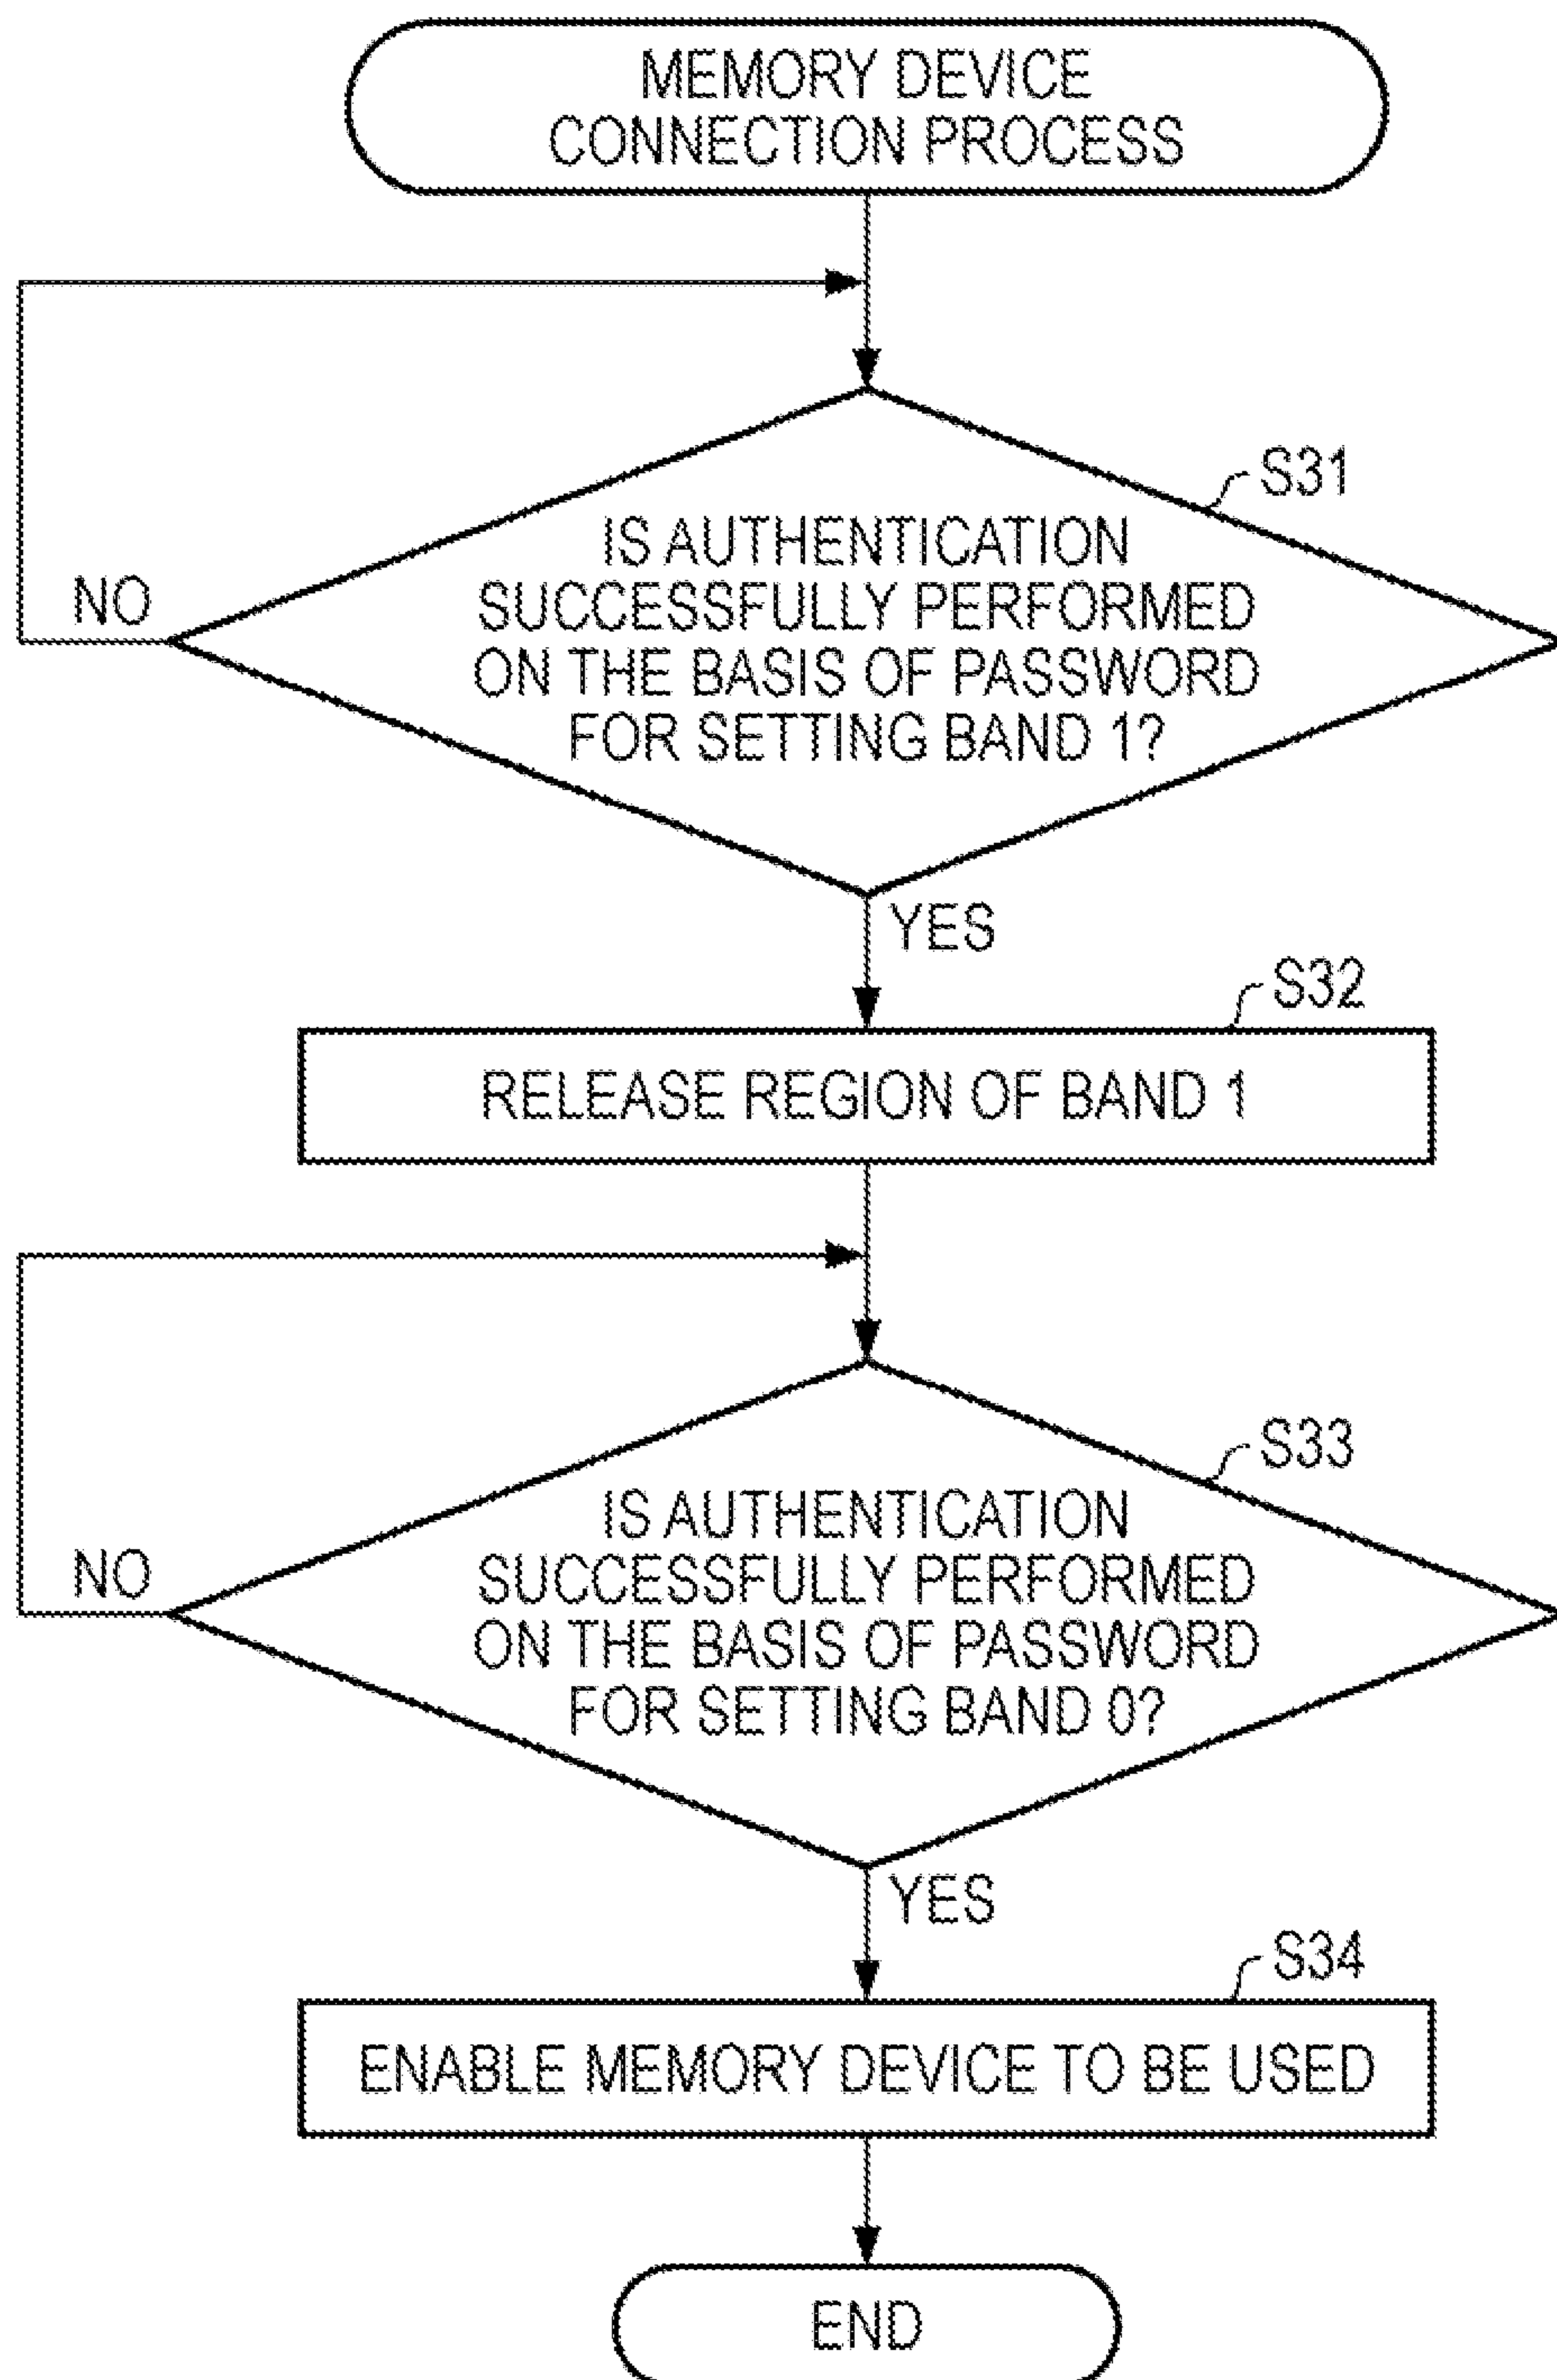 MEMORY DEVICE
CONNECTION PROCESS
S31
IS AUTHENTICATION
SUCCESSFULLY PERFORMED
ON THE BASIS OF PASSWORD
FOR SETTING BAND 1?
NO
YES
S32
RELEASE REGION OF BAND 1
S33
IS AUTHENTICATION
SUCCESSFULLY PERFORMED
ON THE BASIS OF PASSWORD
FOR SETTING BAND 0?
NO
YES
S34
ENABLE MEMORY DEVICE TO BE USED
END